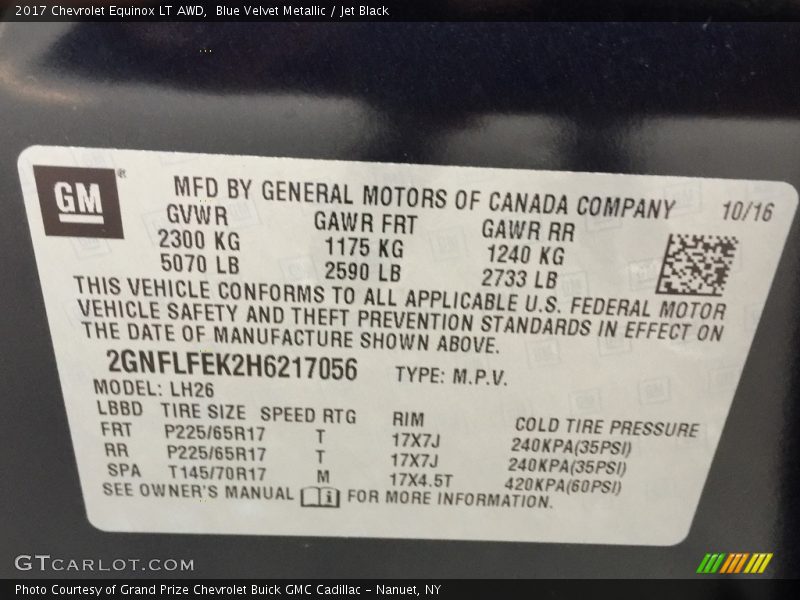 2017 Chevrolet Equinox LT AWD,  Blue Velvet Metallic / Jet Black
GM®
MFD BY GENERAL MOTORS OF CANADA COMPANY 10/16
GVWR GAWR FRT GAWR RR
2300 KG 1175 KG 1240 KG
5070 LB 2590 LB 2733 LB
THIS VEHICLE CONFORMS TO ALL APPLICABLE U.S. FEDERAL MOTOR
VEHICLE SAFETY AND THEFT PREVENTION STANDARDS IN EFFECT ON
THE DATE OF MANUFACTURE SHOWN ABOVE.
2GNFLFEK2H6217056 TYPE: M.P.V.
MODEL: LH26
LBBD TIRE SIZE SPEED RTG RIM COLD TIRE PRESSURE
FRT P225/65R17 T 17X7J 240KPA(35PSI)
RR P225/65R17 T 17X7J 240KPA(35PSI)
SPA T145/70R17 M 17X4.5T 420KPA(60PSI)
SEE OWNER'S MANUAL i FOR MORE INFORMATION.
GTCARLOT.COM
Photo Courtesy of Grand Prize Chevrolet Buick GMC Cadillac - Nanuet, NY